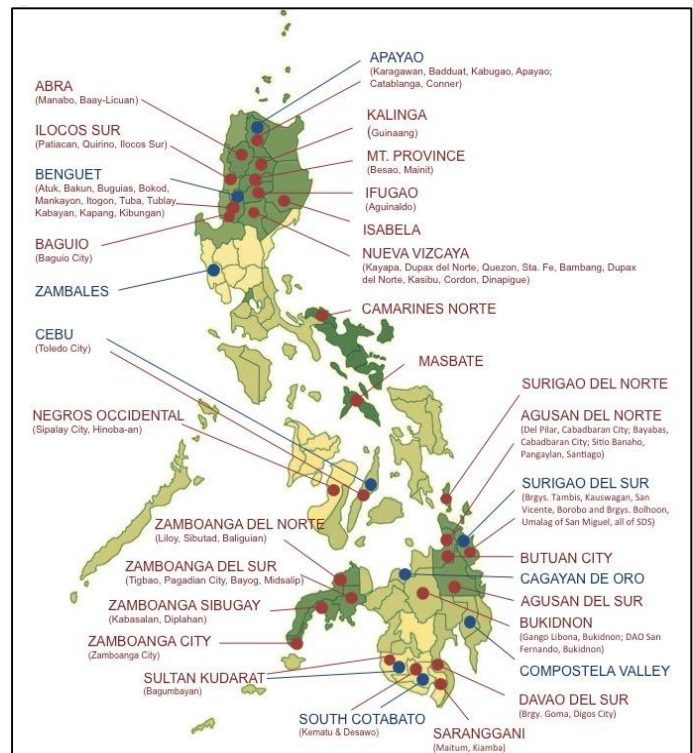 APAYAO
(Karagawan, Badduat, Kabugao, Apayao;
Catablanga, Conner)
ABRA
(Manabo, Baay-Licuan)
KALINGA
(Guinaang)
ILOCOS SUR
(Patiacan, Quirino, Ilocos Sur)
MT. PROVINCE
(Besao, Mainit)
BENGUET
(Atuk, Bakun, Buguias, Bokod,
Mankayon, Itogon, Tuba, Tublay
Kabayan, Kapang, Kibungan)
IFUGAO
(Aguinaldo)
ISABELA
BAGUIO
(Baguio City)
NUEVA VIZCAYA
(Kayapa, Dupax del Norte, Quezon, Sta. Fe, Bambang, Dupax
del Norte, Kasibu, Cordon, Dinapigue)
ZAMBALES
CAMARINES NORTE
CEBU
(Toledo City)
MASBATE
SURIGAO DEL NORTE
NEGROS OCCIDENTAL
(Sipalay City, Hinoba-an)
AGUSAN DEL NORTE
(Del Pilar, Cabadbaran City; Bayabas,
Cabadbaran City; Sitio Banaho,
Pangaylan, Santiago)
SURIGAO DEL SUR
(Brgys. Tambis, Kauswagan, San
Vicente, Borobo and Brgys. Bolhoon,
Umalag of San Miguel, all of SDS)
ZAMBOANGA DEL NORTE
(Liloy, Sibutad, Baliguian)
BUTUAN CITY
ZAMBOANGA DEL SUR
(Tigbao, Pagadian City, Bayog, Midsalip)
CAGAYAN DE ORO
AGUSAN DEL SUR
ZAMBOANGA SIBUGAY
(Kabasalan, Diplahan)
BUKIDNON
(Gango Libona, Bukidnon; DAO San
Fernando, Bukidnon)
ZAMBOANGA CITY
(Zamboanga City)
COMPOSTELA VALLEY
SULTAN KUDARAT
(Bagumbayan)
DAVAO DEL SUR
(Brgy. Goma, Digos City)
SOUTH COTABATO
(Kematu & Desawo)
SARANGGANI
(Maitum, Kiamba)